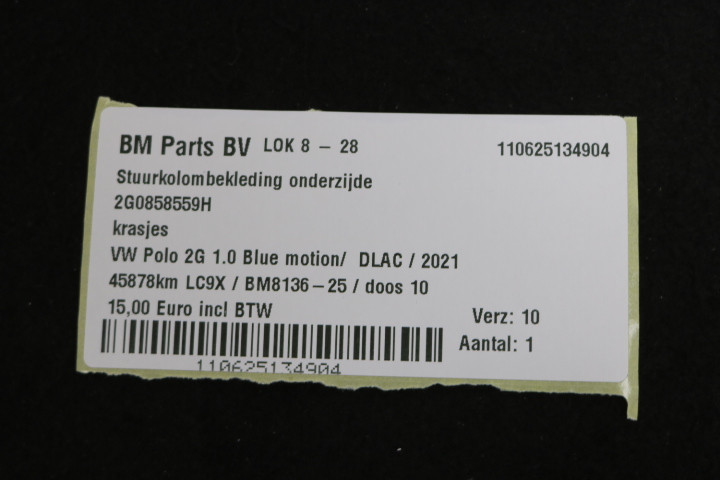 BM Parts BV LOK 8 – 28 110625134904
Stuurkolombekleding onderzijde
2G0858559H
krasjes
VW Polo 2G 1.0 Blue motion/ DLAC / 2021
45878km LC9X / BM8136–25 / doos 10
15,00 Euro incl BTW Verz: 10
Aantal: 1
110625134904